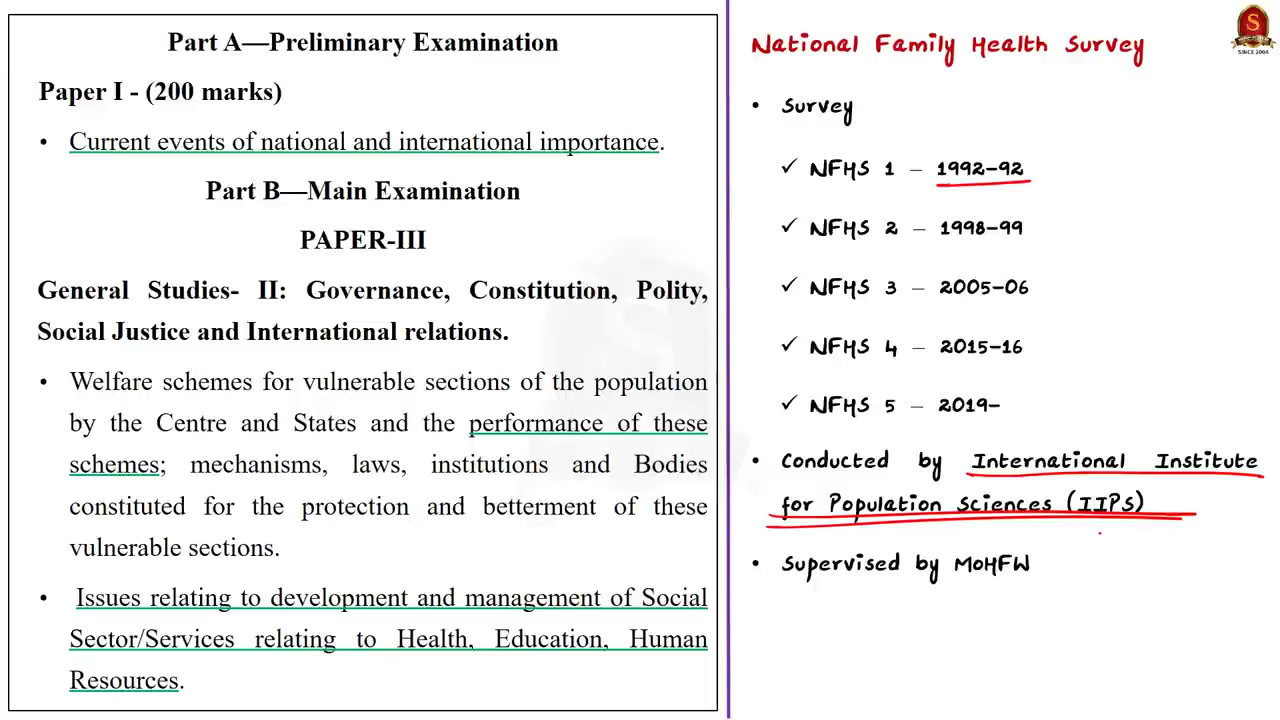 Part A—Preliminary Examination
Paper I - (200 marks)
• Current events of national and international importance.
Part B—Main Examination
PAPER-III
General Studies- II: Governance, Constitution, Polity,
Social Justice and International relations.
• Welfare schemes for vulnerable sections of the population
by the Centre and States and the performance of these
schemes; mechanisms, laws, institutions and Bodies
constituted for the protection and betterment of these
vulnerable sections.
• Issues relating to development and management of Social
Sector/Services relating to Health, Education, Human
Resources.
National Family Health Survey
• Survey
✓ NFHS 1 – 1992-92
✓ NFHS 2 – 1998-99
✓ NFHS 3 – 2005-06
✓ NFHS 4 – 2015-16
✓ NFHS 5 – 2019-
• Conducted by International Institute
for Population Sciences (IIPS)
• Supervised by MoHFW
S
SINCE 2004